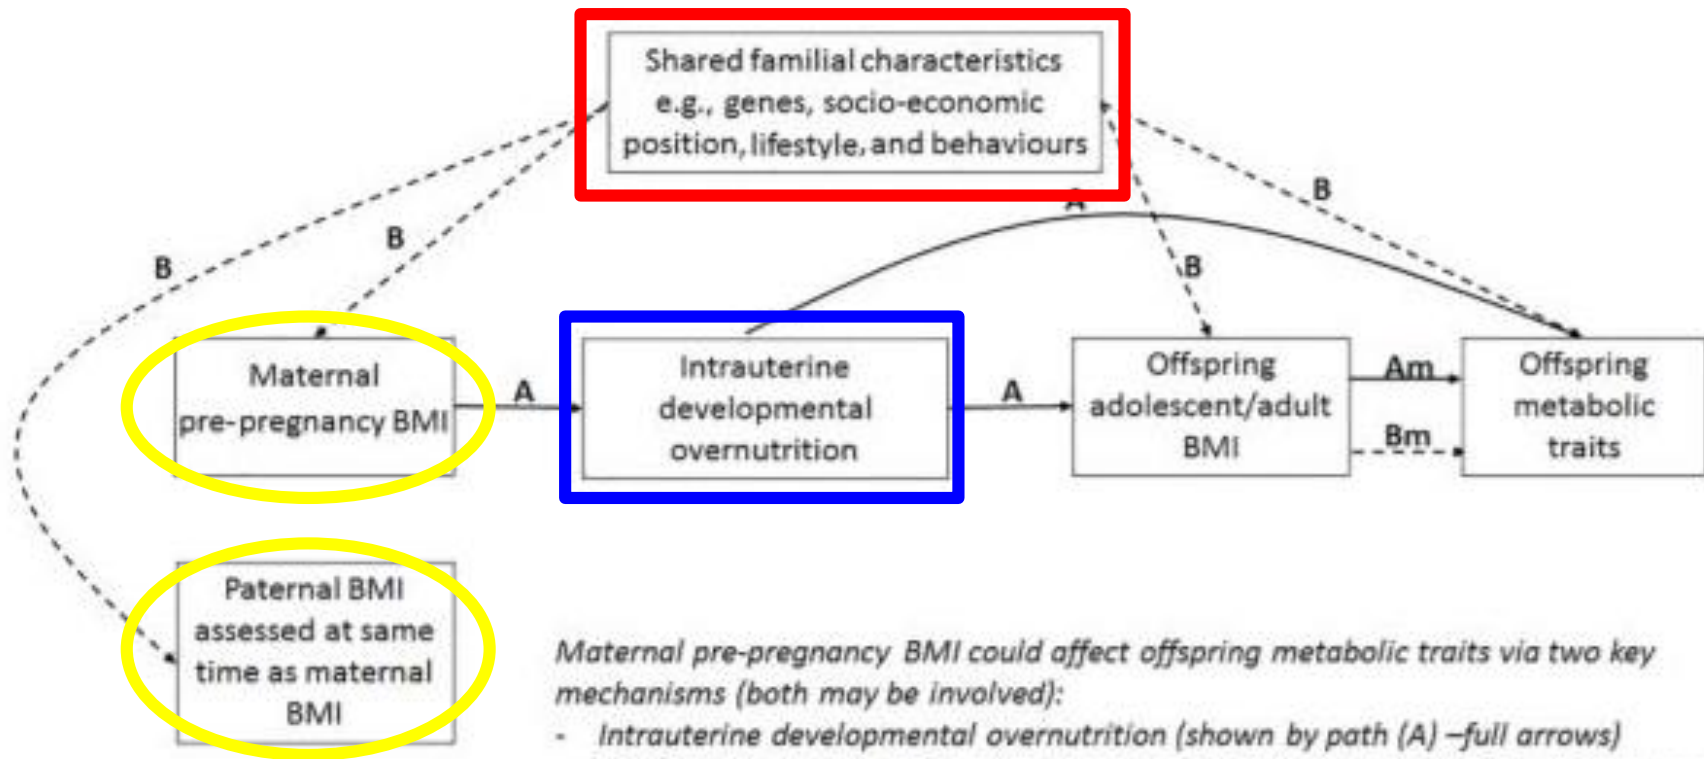 Shared familial characteristics
e.g., genes, socio-economic
position, lifestyle, and behaviours
B
B
A
B
B
Maternal
pre-pregnancy BMI
A
Intrauterine
developmental
overnutrition
A
Offspring
adolescent/adult
BMI
Am
Bm
Offspring
metabolic
traits
Paternal BMI
assessed at same
time as maternal
BMI
Maternal pre-pregnancy BMI could affect offspring metabolic traits via two key
mechanisms (both may be involved):
- Intrauterine developmental overnutrition (shown by path (A) –full arrows)